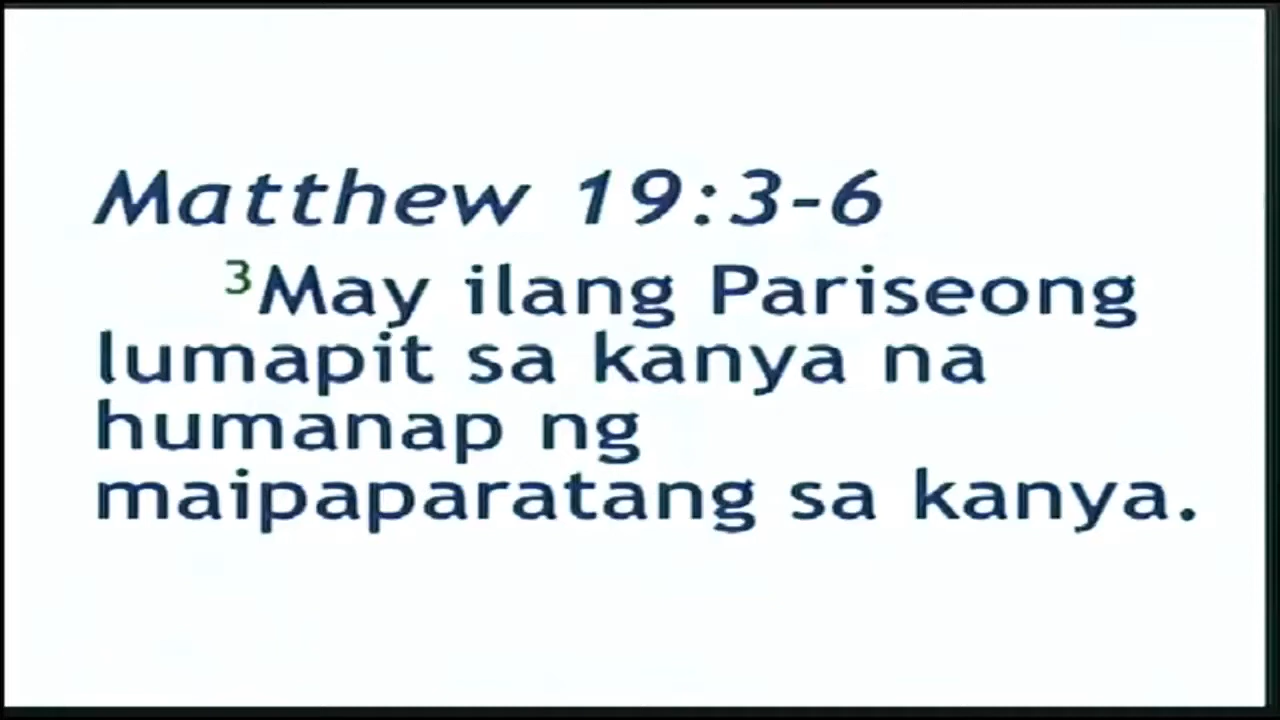 Matthew 19:3-6
3May ilang Pariseong
lumapit sa kanya na
humanap ng
maipaparatang sa kanya.